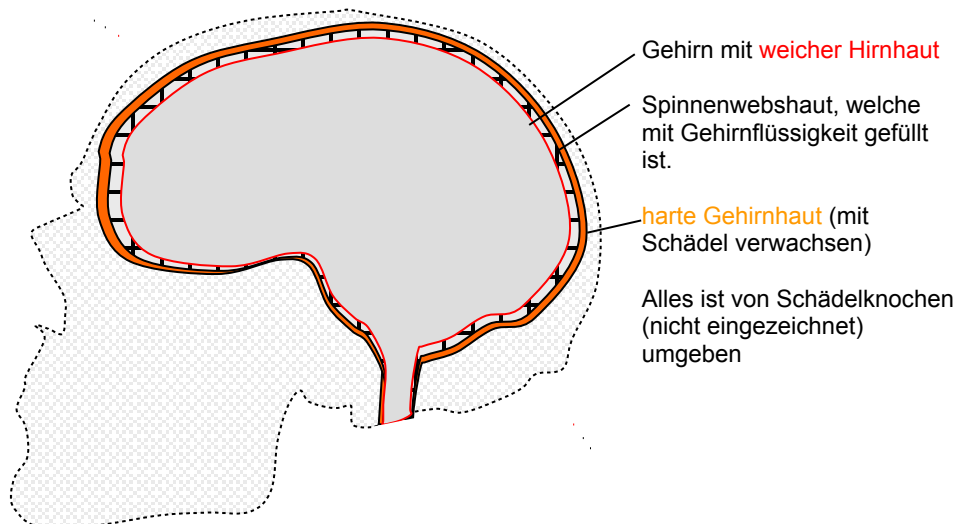 Gehirn mit weicher Hirnhaut
Spinnenwebshaut, welche
mit Gehirnflüssigkeit gefüllt
ist.
harte Gehirnhaut (mit
Schädel verwachsen)
Alles ist von Schädelknochen
(nicht eingezeichnet)
umgeben